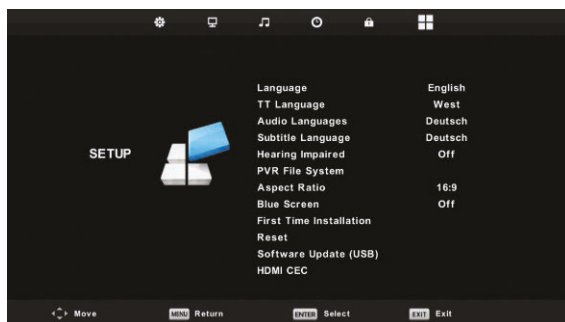 Language English
TT Language West
Audio Languages Deutsch
Subtitle Language Deutsch
SETUP
Hearing Impaired Off
PVR File System
Aspect Ratio 16:9
Blue Screen Off
First Time Installation
Reset
Software Update (USB)
HDMI CEC
Move MENU Return ENTER Select EXIT Exit